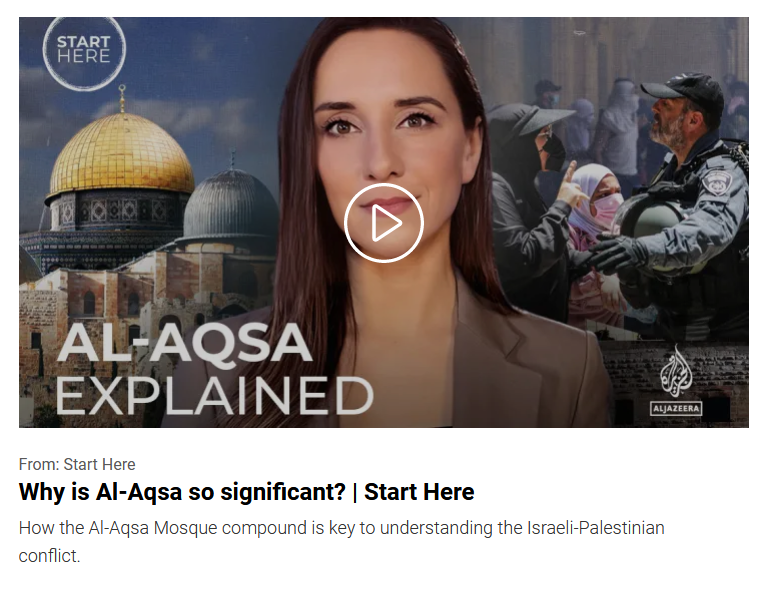 START
HERE
AL-AQSA
EXPLAINED
ALJAZEERA
From: Start Here
Why is Al-Aqsa so significant? | Start Here
How the Al-Aqsa Mosque compound is key to understanding the Israeli-Palestinian
conflict.